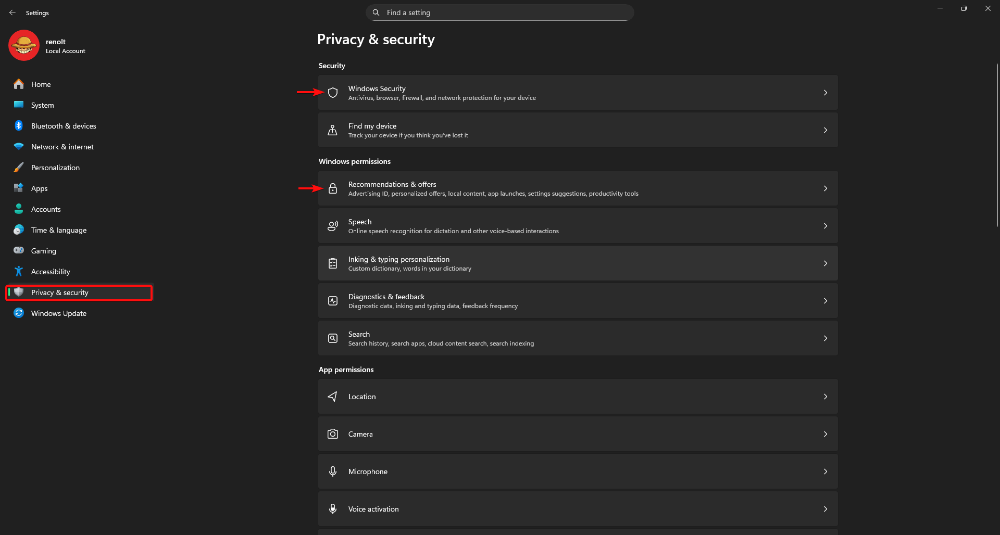 Settings
Find a setting
renolt
Local Account
Home
System
Bluetooth & devices
Network & internet
Personalization
Apps
Accounts
Time & language
Gaming
Accessibility
Privacy & security
Windows Update
Privacy & security
Security
Windows Security
Antivirus, browser, firewall, and network protection for your device
Find my device
Track your device if you think you've lost it
Windows permissions
Recommendations & offers
Advertising ID, personalized offers, local content, app launches, settings suggestions, productivity tools
Speech
Online speech recognition for dictation and other voice-based interactions
Inking & typing personalization
Custom dictionary, words in your dictionary
Diagnostics & feedback
Diagnostic data, inking and typing data, feedback frequency
Search
Search history, search apps, cloud content search, search indexing
App permissions
Location
Camera
Microphone
Voice activation